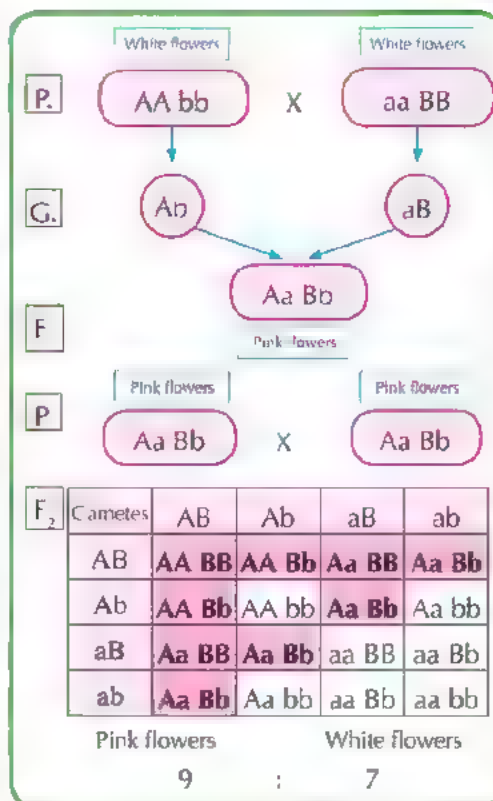 White flowers White flowers
P. AA bb X aa BB
G. Ab aB
Aa Bb
F
Pink flowers
Pink flowers Pink flowers
P Aa Bb X Aa Bb
F₂ Gametes AB Ab aB ab
AB AA BB AA Bb Aa BB Aa Bb
Ab AA Bb AA bb Aa Bb Aa bb
aB Aa BB Aa Bb aa BB aa Bb
ab Aa Bb Aa bb aa Bb aa bb
Pink flowers White flowers
9 : 7